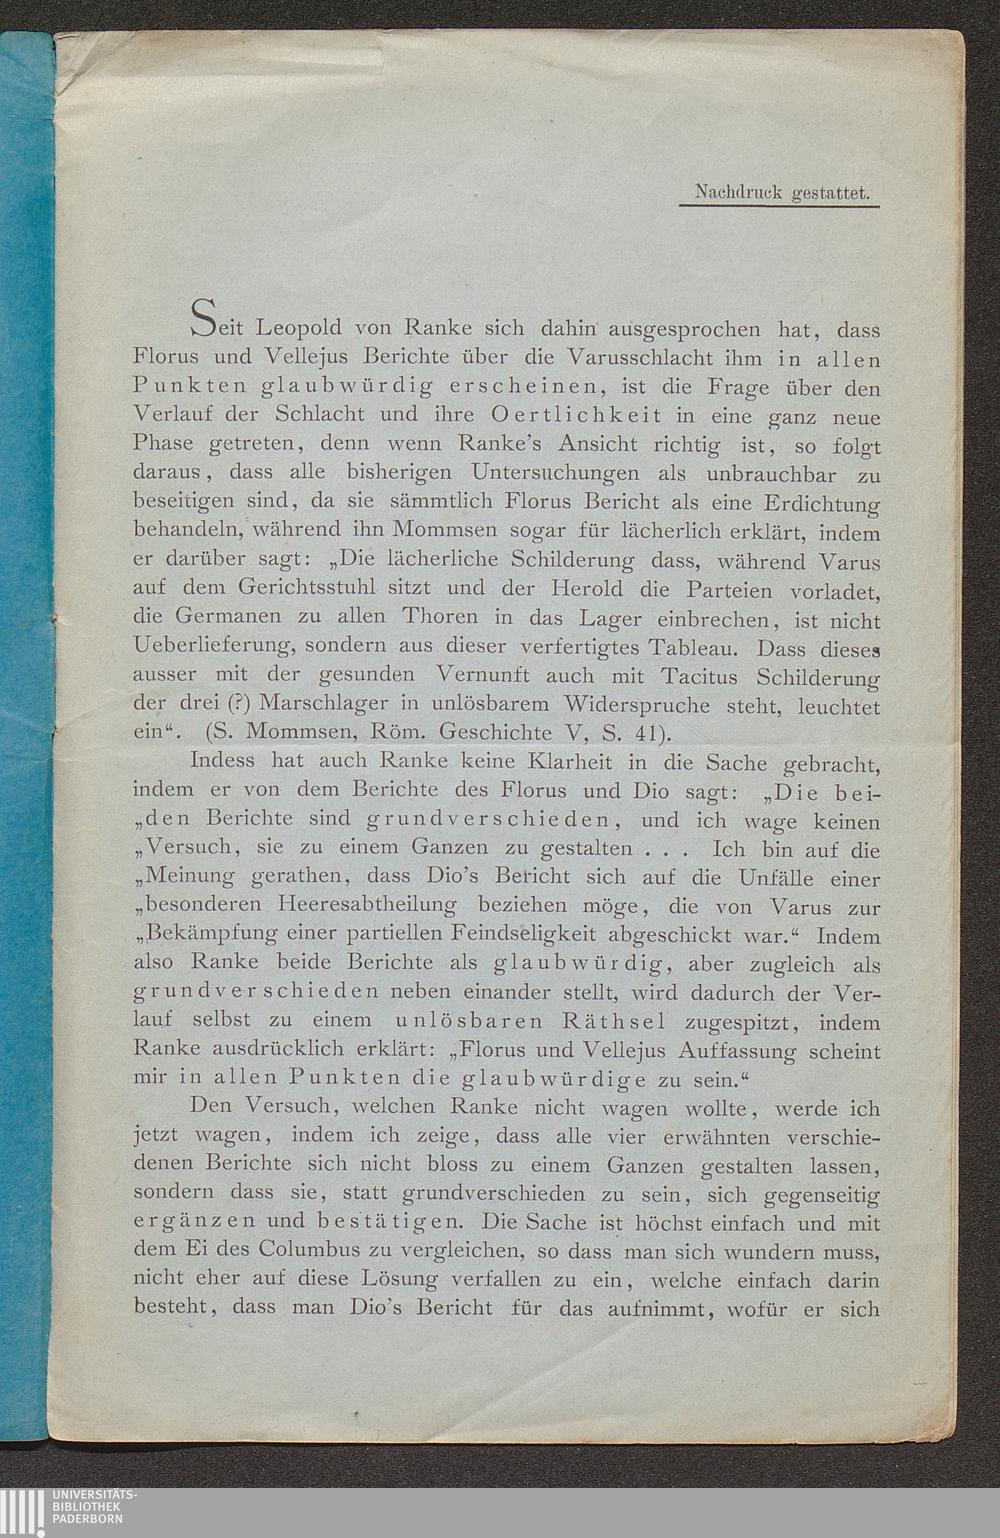 Nachdruck gestattet.
Seit Leopold von Ranke sich dahin ausgesprochen hat, dass
Florus und Vellejus Berichte über die Varusschlacht ihm in allen
Punkten glaubwürdig erscheinen, ist die Frage über den
Verlauf der Schlacht und ihre Oertlichkeit in eine ganz neue
Phase getreten, denn wenn Ranke's Ansicht richtig ist, so folgt
daraus, dass alle bisherigen Untersuchungen als unbrauchbar zu
beseitigen sind, da sie sämmtlich Florus Bericht als eine Erdichtung
behandeln, während ihn Mommsen sogar für lächerlich erklärt, indem
er darüber sagt: „Die lächerliche Schilderung dass, während Varus
auf dem Gerichtsstuhl sitzt und der Herold die Parteien vorladet,
die Germanen zu allen Thoren in das Lager einbrechen, ist nicht
Ueberlieferung, sondern aus dieser verfertigtes Tableau. Dass dieses
ausser mit der gesunden Vernunft auch mit Tacitus Schilderung
der drei (?) Marschlager in unlösbarem Widerspruche steht, leuchtet
ein“. (S. Mommsen, Röm. Geschichte V, S. 41).
Indess hat auch Ranke keine Klarheit in die Sache gebracht,
indem er von dem Berichte des Florus und Dio sagt: „Die bei-
„den Berichte sind grundverschieden, und ich wage keinen
„Versuch, sie zu einem Ganzen zu gestalten . . . Ich bin auf die
„Meinung gerathen, dass Dio's Bericht sich auf die Unfälle einer
„besonderen Heeresabtheilung beziehen möge, die von Varus zur
„Bekämpfung einer partiellen Feindseligkeit abgeschickt war.“ Indem
also Ranke beide Berichte als glaubwürdig, aber zugleich als
grundverschieden neben einander stellt, wird dadurch der Ver-
lauf selbst zu einem unlösbaren Räthsel zugespitzt, indem
Ranke ausdrücklich erklärt: „Florus und Vellejus Auffassung scheint
mir in allen Punkten die glaubwürdige zu sein.“
Den Versuch, welchen Ranke nicht wagen wollte, werde ich
jetzt wagen, indem ich zeige, dass alle vier erwähnten verschie-
denen Berichte sich nicht bloss zu einem Ganzen gestalten lassen,
sondern dass sie, statt grundverschieden zu sein, sich gegenseitig
ergänzen und bestätigen. Die Sache ist höchst einfach und mit
dem Ei des Columbus zu vergleichen, so dass man sich wundern muss,
nicht eher auf diese Lösung verfallen zu ein, welche einfach darin
besteht, dass man Dio's Bericht für das aufnimmt, wofür er sich
UNIVERSITÄTS-
BIBLIOTHEK
PADERBORN